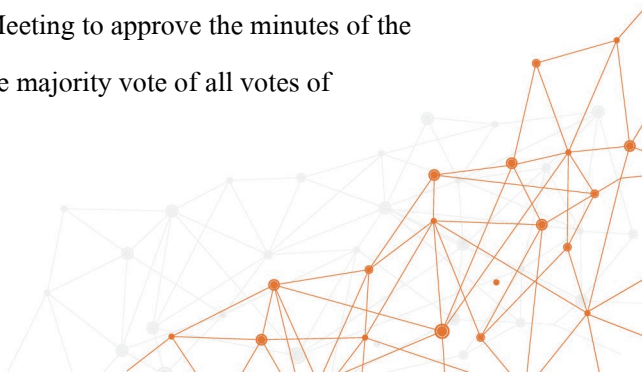 Meeting to approve the minutes of the
e majority vote of all votes of